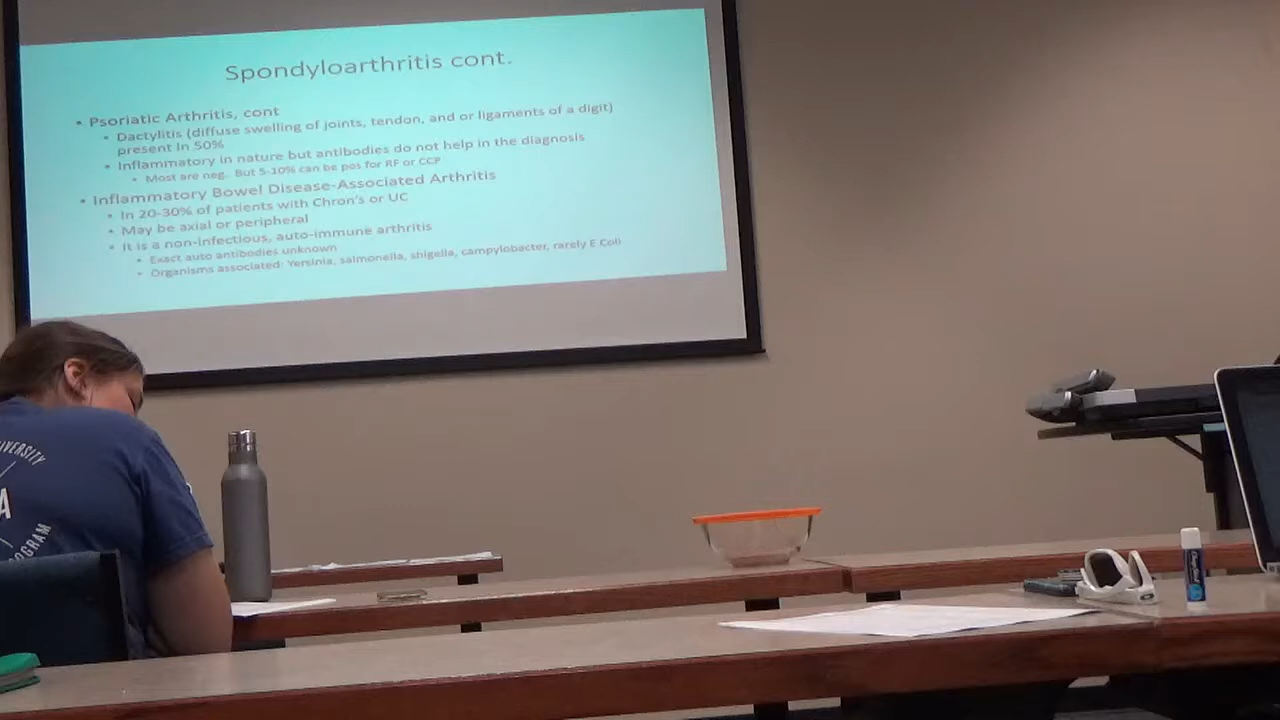 Spondyloarthritis cont.
• Psoriatic Arthritis, cont
• Dactylitis (diffuse swelling of joints, tendon, and or ligaments of a digit)
present in 50%
• Inflammatory in nature but antibodies do not help in the diagnosis
• Most are neg. But 5-10% can be pos for RF or CCP
• Inflammatory Bowel Disease-Associated Arthritis
• In 20-30% of patients with Chron's or UC
• May be axial or peripheral
• It is a non-infectious, auto-immune arthritis
• Exact auto antibodies unknown
• Organisms associated: Yersinia, salmonella, shigella, campylobacter, rarely E Coli
IVERSITY
A
OGRAM